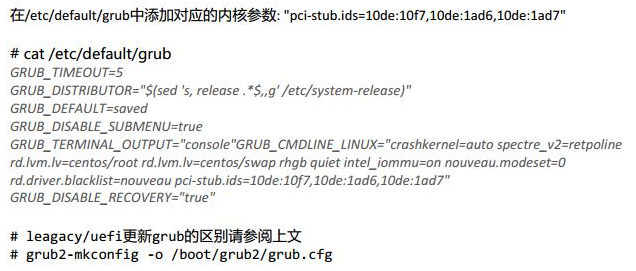 在/etc/default/grub中添加对应的内核参数: "pci-stub.ids=10de:10f7,10de:1ad6,10de:1ad7"
# cat /etc/default/grub
GRUB_TIMEOUT=5
GRUB_DISTRIBUTOR="$(sed 's, release .*$,,g' /etc/system-release)"
GRUB_DEFAULT=saved
GRUB_DISABLE_SUBMENU=true
GRUB_TERMINAL_OUTPUT="console"GRUB_CMDLINE_LINUX="crashkernel=auto spectre_v2=retpoline
rd.lvm.lv=centos/root rd.lvm.lv=centos/swap rhgb quiet intel_iommu=on nouveau.modeset=0
rd.driver.blacklist=nouveau pci-stub.ids=10de:10f7,10de:1ad6,10de:1ad7"
GRUB_DISABLE_RECOVERY="true"
# leagacy/uefi更新grub的区别请参阅上文
# grub2-mkconfig -o /boot/grub2/grub.cfg